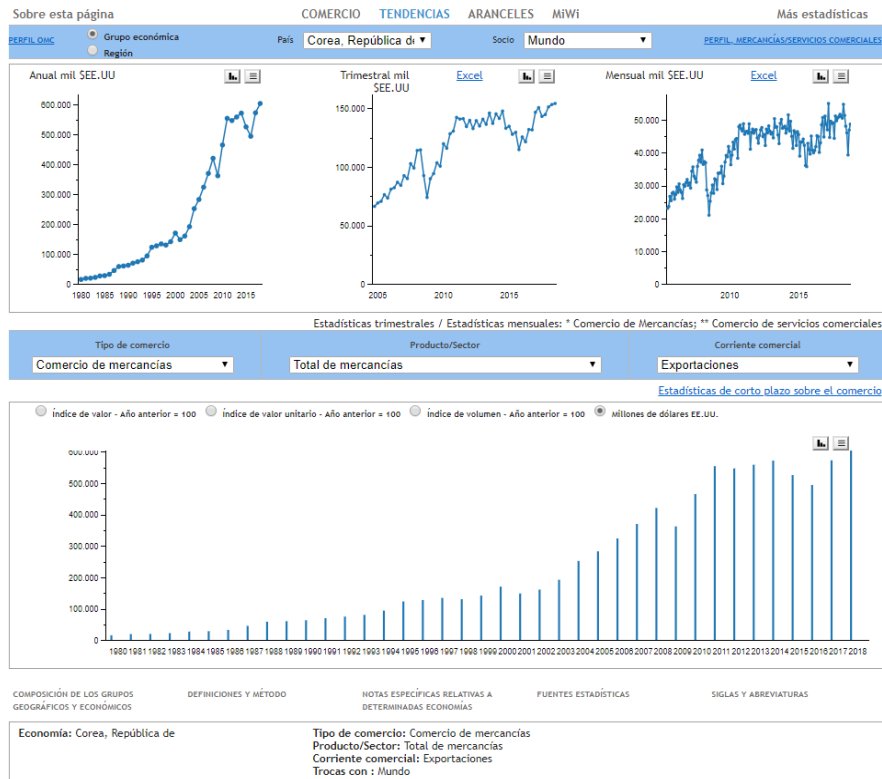 Sobre esta página COMERCIO TENDENCIAS ARANCELES MiWi Más estadísticas
PERFIL OMC Grupo económica País Corea, República de Socio Mundo PERFIL, MERCANCÍAS/SERVICIOS COMERCIALES
Región
Anual mil $EE.UU
Trimestral mil $EE.UU Excel
Mensual mil $EE.UU Excel
600.000
500.000
400.000
300.000
200.000
100.000
0
1980 1985 1990 1995 2000 2005 2010 2015
150.000
100.000
50.000
0
2005 2010 2015
50.000
40.000
30.000
20.000
10.000
0
2010 2015
Estadísticas trimestrales / Estadísticas mensuales: * Comercio de Mercancías; ** Comercio de servicios comerciales
Tipo de comercio Producto/Sector Corriente comercial
Comercio de mercancías Total de mercancías Exportaciones
Estadísticas de corto plazo sobre el comercio
Índice de valor - Año anterior = 100 Índice de valor unitario - Año anterior = 100 Índice de volumen - Año anterior = 100 Millones de dólares EE.UU.
600.000
500.000
400.000
300.000
200.000
100.000
0
1980 1981 1982 1983 1984 1985 1986 1987 1988 1989 1990 1991 1992 1993 1994 1995 1996 1997 1998 1999 2000 2001 2002 2003 2004 2005 2006 2007 2008 2009 2010 2011 2012 2013 2014 2015 2016 2017 2018
COMPOSICIÓN DE LOS GRUPOS GEOGRÁFICOS Y ECONÓMICOS
DEFINICIONES Y MÉTODO
NOTAS ESPECÍFICAS RELATIVAS A DETERMINADAS ECONOMÍAS
FUENTES ESTADÍSTICAS
SIGLAS Y ABREVIATURAS
Economía: Corea, República de
Tipo de comercio: Comercio de mercancías
Producto/Sector: Total de mercancías
Corriente comercial: Exportaciones
Trocas con : Mundo